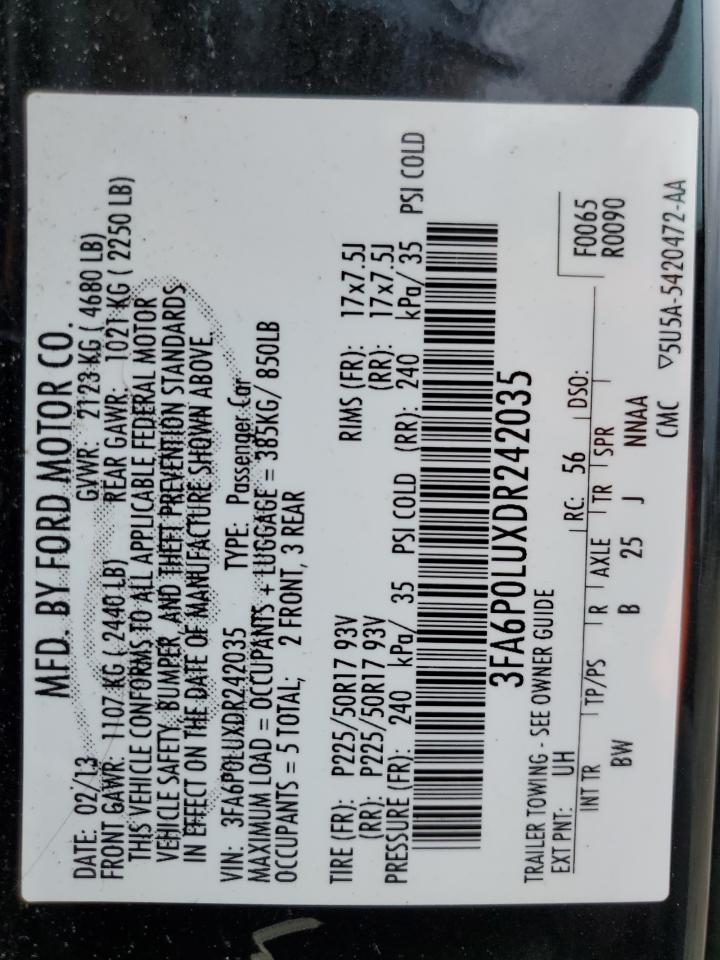 MFD. BY FORD MOTOR CO.
DATE: 02/13 GVWR: 2123 KG ( 4680 LB)
FRONT GAWR: 1107 KG ( 2440 LB) REAR GAWR: 1021 KG ( 2250 LB)
THIS VEHICLE CONFORMS TO ALL APPLICABLE FEDERAL MOTOR
VEHICLE SAFETY, BUMPER, AND THEFT PREVENTION STANDARDS
IN EFFECT ON THE DATE OF MANUFACTURE SHOWN ABOVE.
VIN: 3FA6P0LUXDR242035 TYPE: Passenger Car
MAXIMUM LOAD = OCCUPANTS + LUGGAGE = 385KG/ 850LB
OCCUPANTS = 5 TOTAL; 2 FRONT, 3 REAR
TIRE (FR): P225/50R17 93V RIMS (FR): 17x7.5J
(RR): P225/50R17 93V (RR): 17x7.5J
PRESSURE (FR): 240 kPa/ 35 PSI COLD (RR): 240 kPa/ 35 PSI COLD
3FA6P0LUXDR242035
TRAILER TOWING - SEE OWNER GUIDE
EXT PNT: UH RC: 56 DSO: F0065
R0090
INT TR TP/PS R AXLE TR SPR
BW B 25 J NNAA
CMC ▽5U5A-5420472-AA